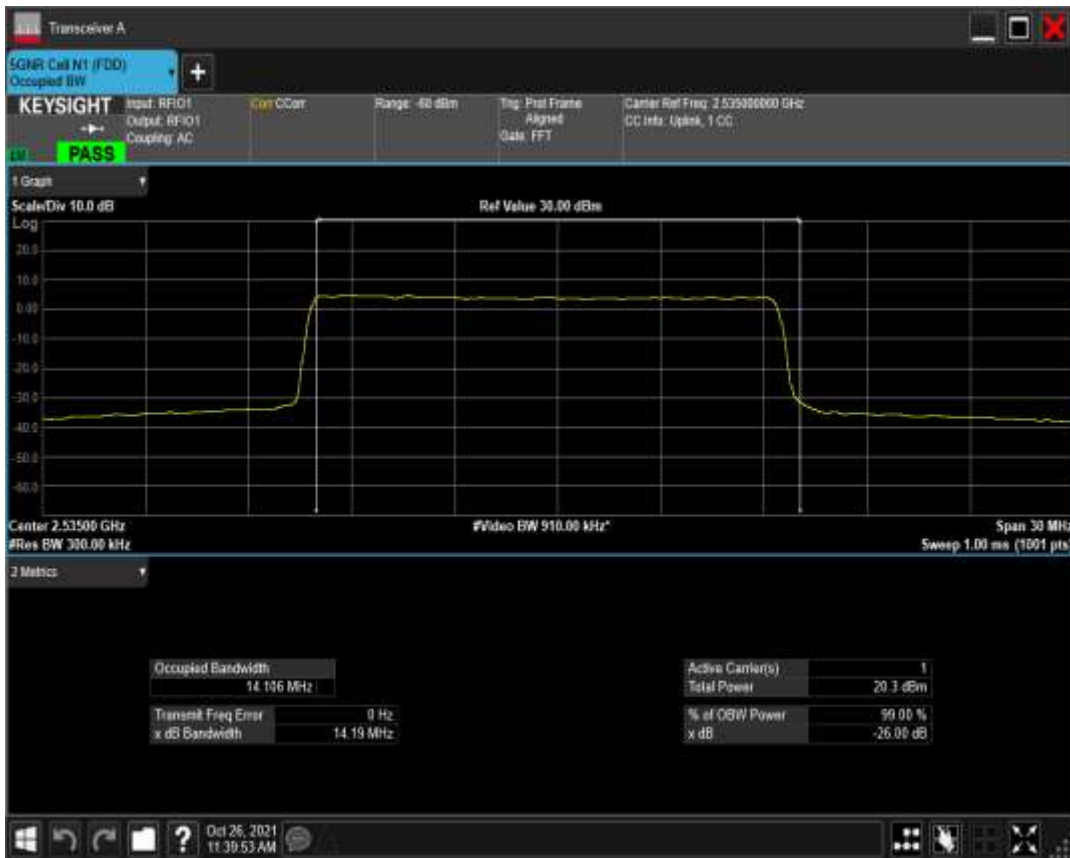 Transceiver A
5GNR Cell N1 (FDD)
Occupied BW
+
KEYSIGHT
Input: RFIO1
Output: RFIO1
Coupling: AC
Corr CCorr
Range: -60 dBm
Trig: Prot Frame
Aligned
Gate: FFT
Carrier Ref Freq: 2.535000000 GHz
CC Info: Uplink, 1 CC
PASS
1 Graph
Scale/Div 10.0 dB
Ref Value 30.00 dBm
Log
20.0
10.0
0.00
-10.0
-20.0
-30.0
-40.0
-50.0
-60.0
Center 2.53500 GHz
#Video BW 910.00 kHz*
Span 30 MHz
#Res BW 300.00 kHz
Sweep 1.00 ms (1001 pts)
2 Metrics
Occupied Bandwidth
14.106 MHz
Transmit Freq Error 0 Hz
x dB Bandwidth 14.19 MHz
Active Carrier(s) 1
Total Power 20.3 dBm
% of OBW Power 99.00 %
x dB -26.00 dB
?
Oct 26, 2021
11:39:53 AM